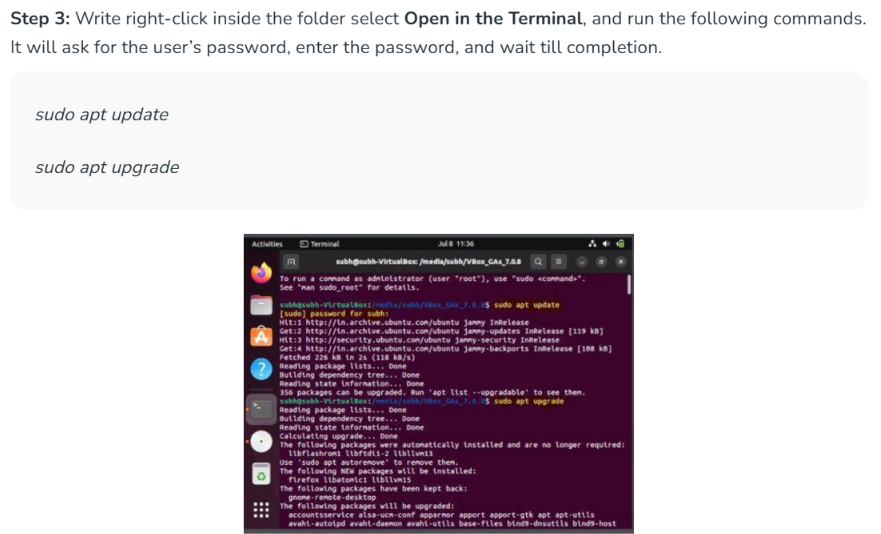 Step 3: Write right-click inside the folder select Open in the Terminal, and run the following commands.
It will ask for the user’s password, enter the password, and wait till completion.
sudo apt update
sudo apt upgrade
Activities Terminal Jul 8 11:36
subh@subh-VirtualBox: /media/subh/VBox_GAs_7.0.8
To run a command as administrator (user "root"), use "sudo <command>".
See "man sudo_root" for details.
subh@subh-VirtualBox:/media/subh/VBox_GAs_7.0.8$ sudo apt update
[sudo] password for subh:
Hit:1 http://in.archive.ubuntu.com/ubuntu jammy InRelease
Get:2 http://in.archive.ubuntu.com/ubuntu jammy-updates InRelease [119 kB]
Hit:3 http://security.ubuntu.com/ubuntu jammy-security InRelease
Get:4 http://in.archive.ubuntu.com/ubuntu jammy-backports InRelease [108 kB]
Fetched 226 kB in 2s (118 kB/s)
Reading package lists... Done
Building dependency tree... Done
Reading state information... Done
356 packages can be upgraded. Run 'apt list --upgradable' to see them.
subh@subh-VirtualBox:/media/subh/VBox_GAs_7.0.8$ sudo apt upgrade
Reading package lists... Done
Building dependency tree... Done
Reading state information... Done
Calculating upgrade... Done
The following packages were automatically installed and are no longer required:
libflashrom1 libftdi1-2 libllvm13
Use 'sudo apt autoremove' to remove them.
The following NEW packages will be installed:
firefox libatomic1 libllvm15
The following packages have been kept back:
gnome-remote-desktop
The following packages will be upgraded:
accountsservice alsa-ucm-conf apparmor apport apport-gtk apt apt-utils
avahi-autoipd avahi-daemon avahi-utils base-files bind9-dnsutils bind9-host